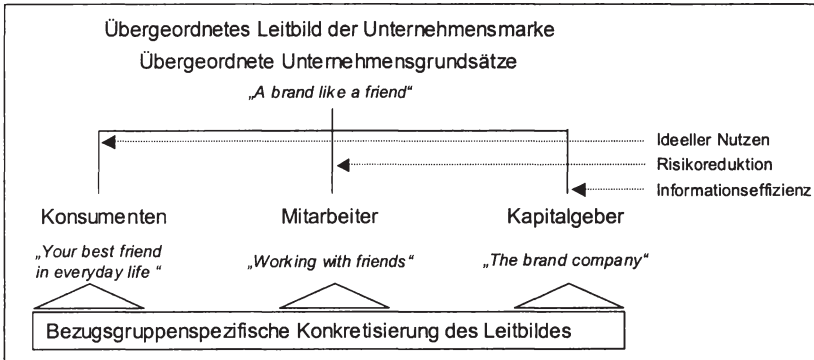 Übergeordnetes Leitbild der Unternehmensmarke
Übergeordnete Unternehmensgrundsätze
„A brand like a friend“
Ideeller Nutzen
Risikoreduktion
Informationseffizienz
Konsumenten
Mitarbeiter
Kapitalgeber
„Your best friend
in everyday life “
„Working with friends“
„The brand company“
Bezugsgruppenspezifische Konkretisierung des Leitbildes